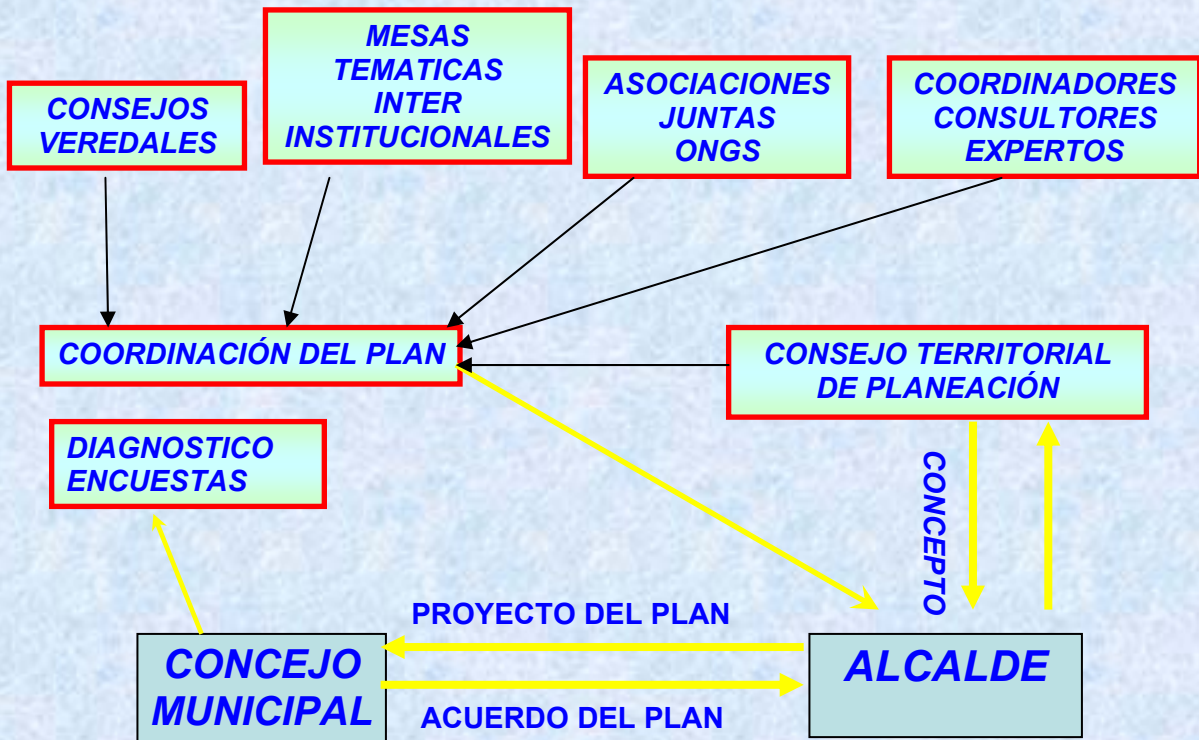 CONSEJOS
VEREDALES
MESAS
TEMATICAS
INTER
INSTITUCIONALES
ASOCIACIONES
JUNTAS
ONGS
COORDINADORES
CONSULTORES
EXPERTOS
COORDINACIÓN DEL PLAN
CONSEJO TERRITORIAL
DE PLANEACIÓN
DIAGNOSTICO
ENCUESTAS
CONCEPTO
PROYECTO DEL PLAN
CONCEJO
MUNICIPAL
ALCALDE
ACUERDO DEL PLAN